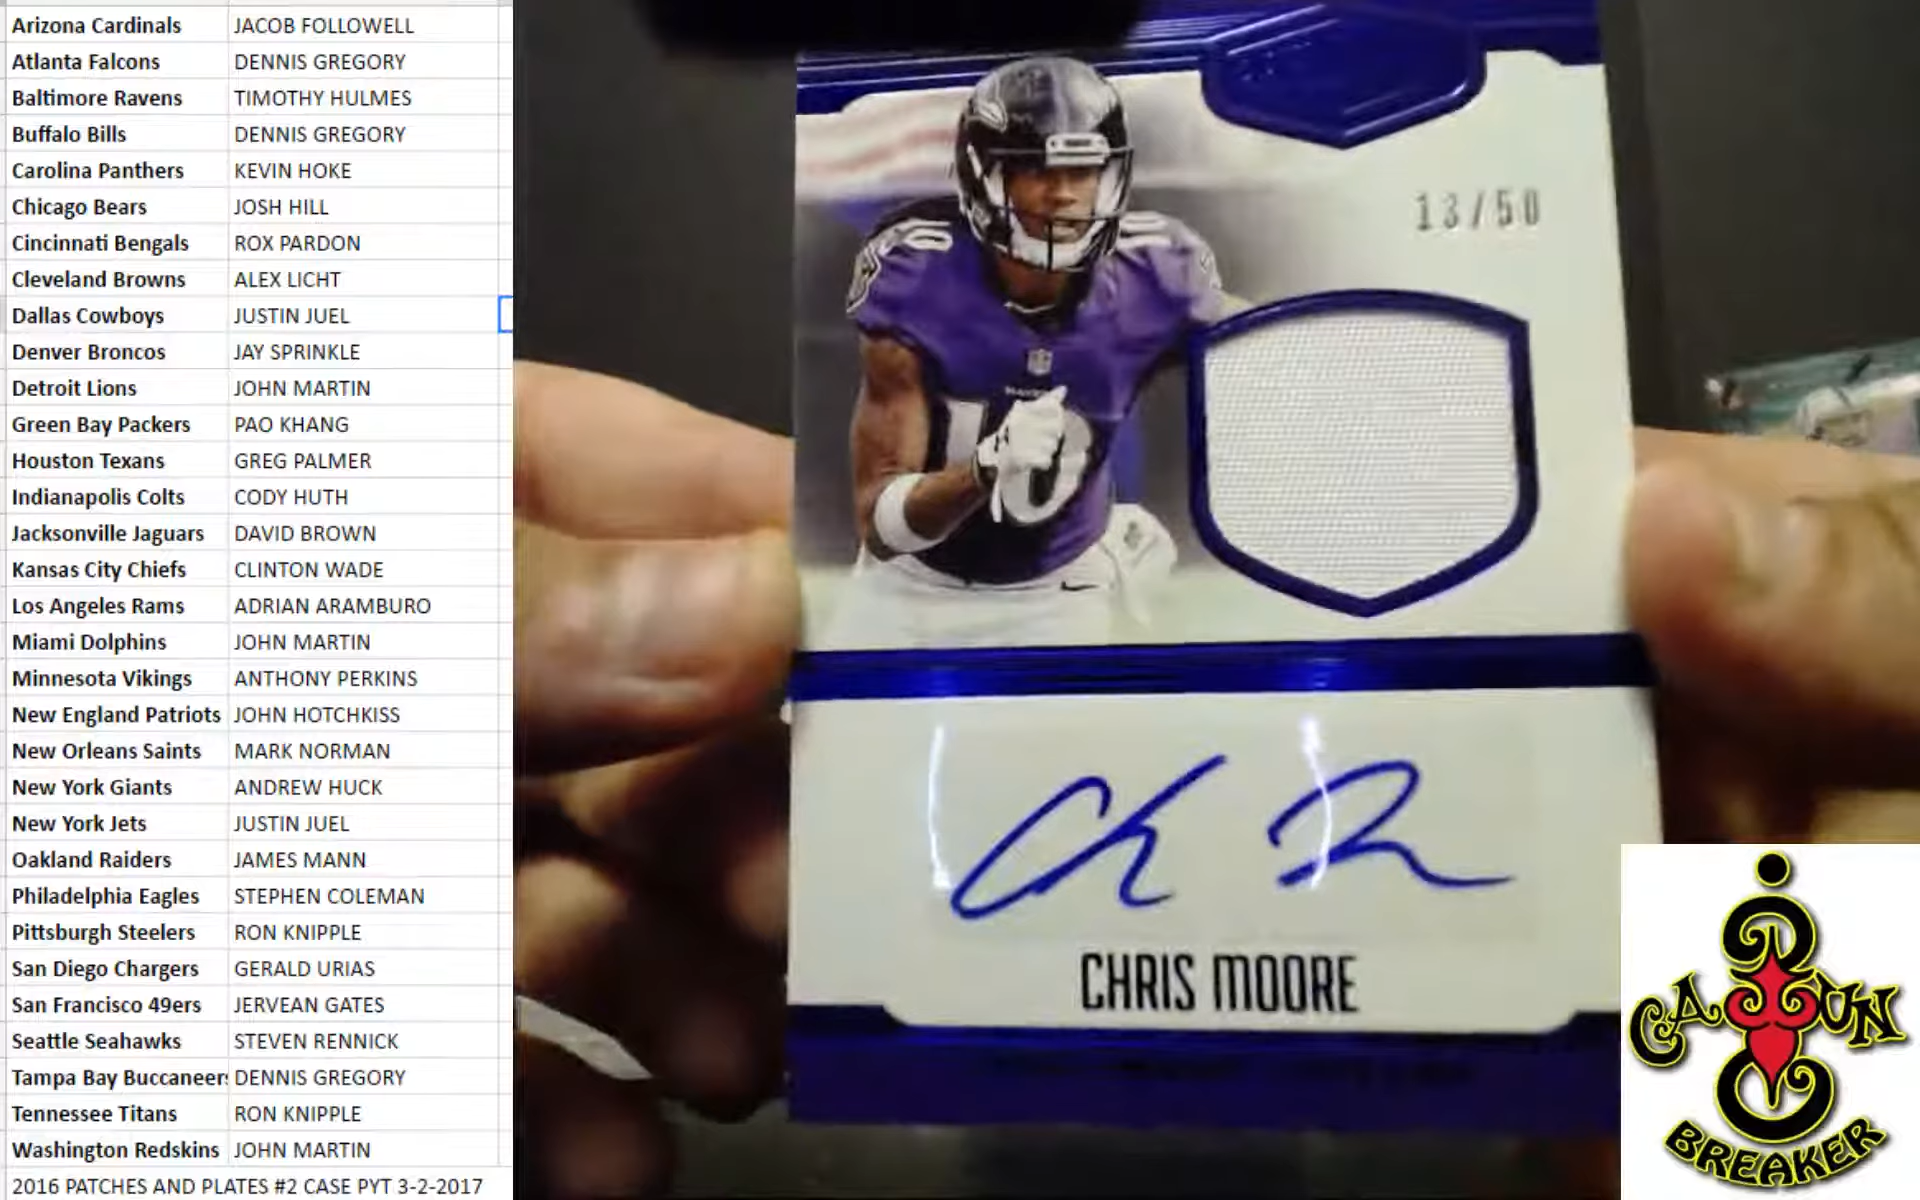 Arizona Cardinals JACOB FOLLOWELL
Atlanta Falcons DENNIS GREGORY
Baltimore Ravens TIMOTHY HULMES
Buffalo Bills DENNIS GREGORY
Carolina Panthers KEVIN HOKE
Chicago Bears JOSH HILL
Cincinnati Bengals ROX PARDON
Cleveland Browns ALEX LICHT
Dallas Cowboys JUSTIN JUEL
Denver Broncos JAY SPRINKLE
Detroit Lions JOHN MARTIN
Green Bay Packers PAO KHANG
Houston Texans GREG PALMER
Indianapolis Colts CODY HUTH
Jacksonville Jaguars DAVID BROWN
Kansas City Chiefs CLINTON WADE
Los Angeles Rams ADRIAN ARAMBURO
Miami Dolphins JOHN MARTIN
Minnesota Vikings ANTHONY PERKINS
New England Patriots JOHN HOTCHKISS
New Orleans Saints MARK NORMAN
New York Giants ANDREW HUCK
New York Jets JUSTIN JUEL
Oakland Raiders JAMES MANN
Philadelphia Eagles STEPHEN COLEMAN
Pittsburgh Steelers RON KNIPPLE
San Diego Chargers GERALD URIAS
San Francisco 49ers JERVEAN GATES
Seattle Seahawks STEVEN RENNICK
Tampa Bay Buccaneers DENNIS GREGORY
Tennessee Titans RON KNIPPLE
Washington Redskins JOHN MARTIN
2016 PATCHES AND PLATES #2 CASE PYT 3-2-2017
13/50
10
10
CHRIS MOORE
CAJUN
BREAKER